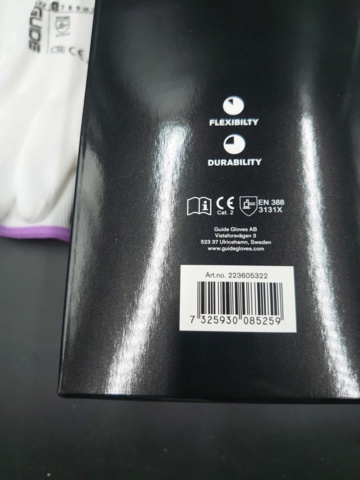 GUIDE
FLEXIBILTY
DURABILITY
i CE EN 388
Cat. 2 3131X
Guide Gloves AB
Vistaforsvägen 3
523 37 Ulricehamn, Sweden
www.guidegloves.com
Art.no. 223605322
7 325930 085259